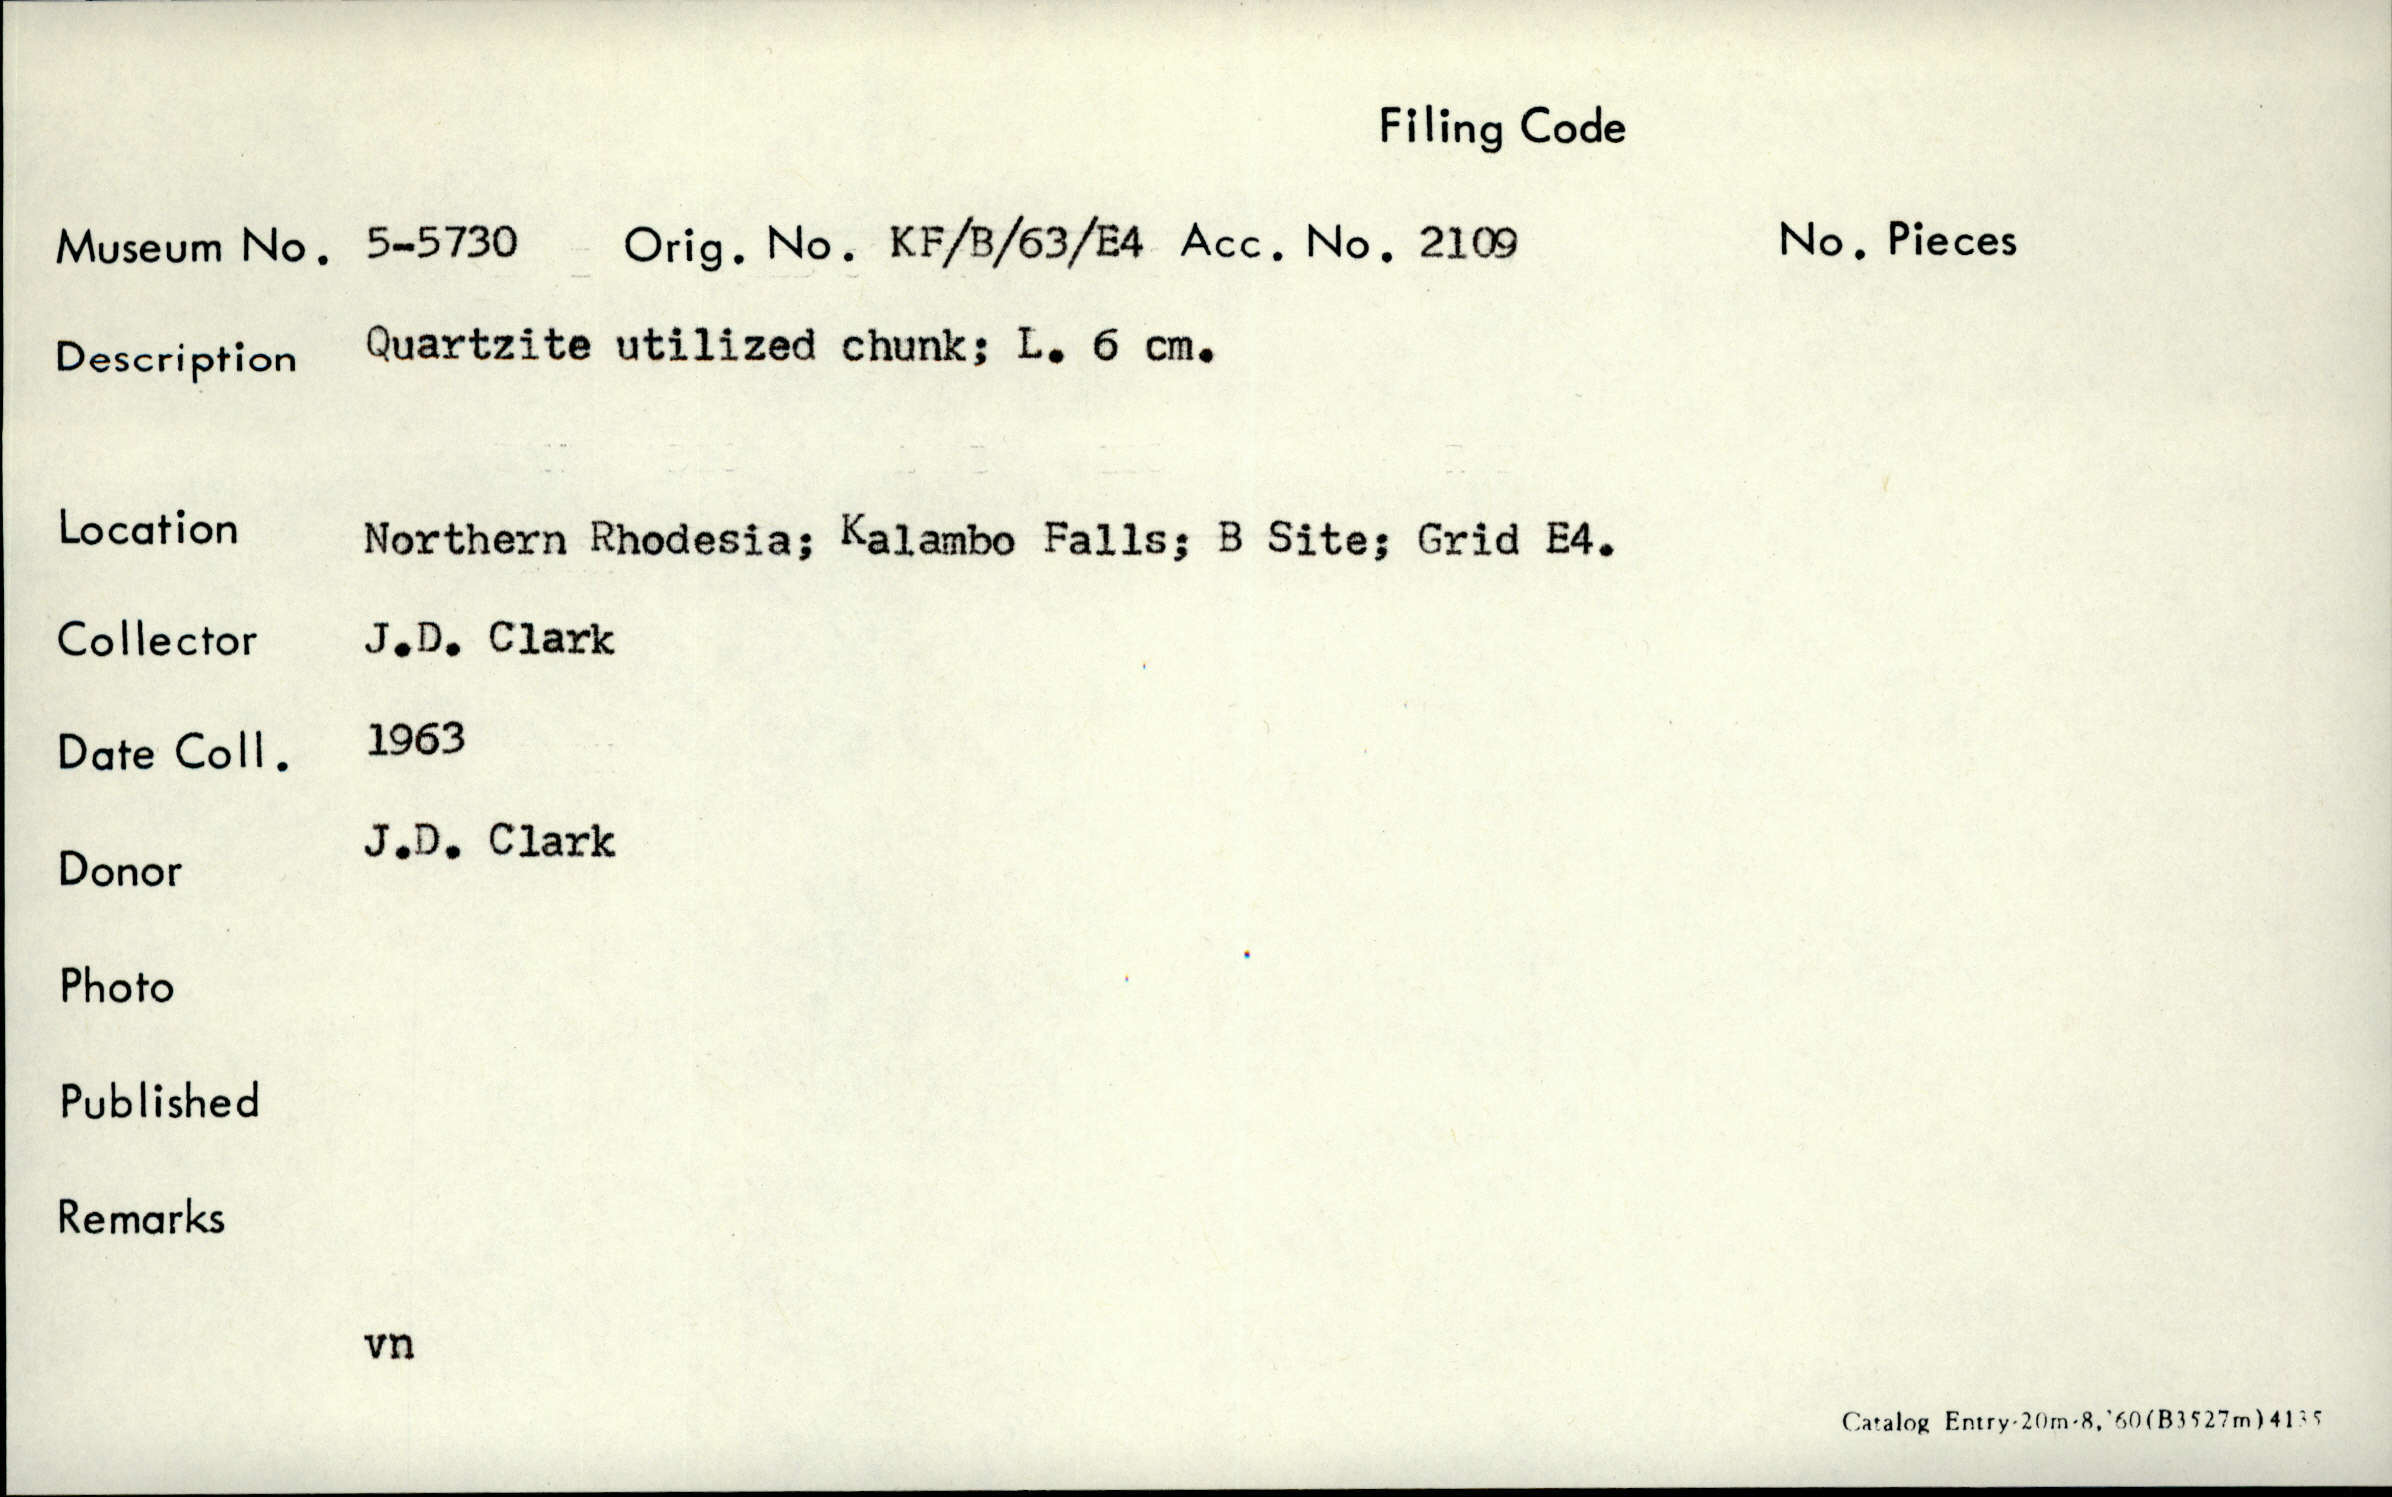 Filing Code
Museum No. 5-5730 Orig. No. KF/B/63/E4 Acc. No. 2109 No. Pieces
Description Quartzite utilized chunk; L. 6 cm.
Location Northern Rhodesia; Kalambo Falls; B Site; Grid E4.
Collector J.D. Clark
Date Coll. 1963
Donor J.D. Clark
Photo
Published
Remarks
vn
Catalog Entry-20m-8,'60(B3527m)4135